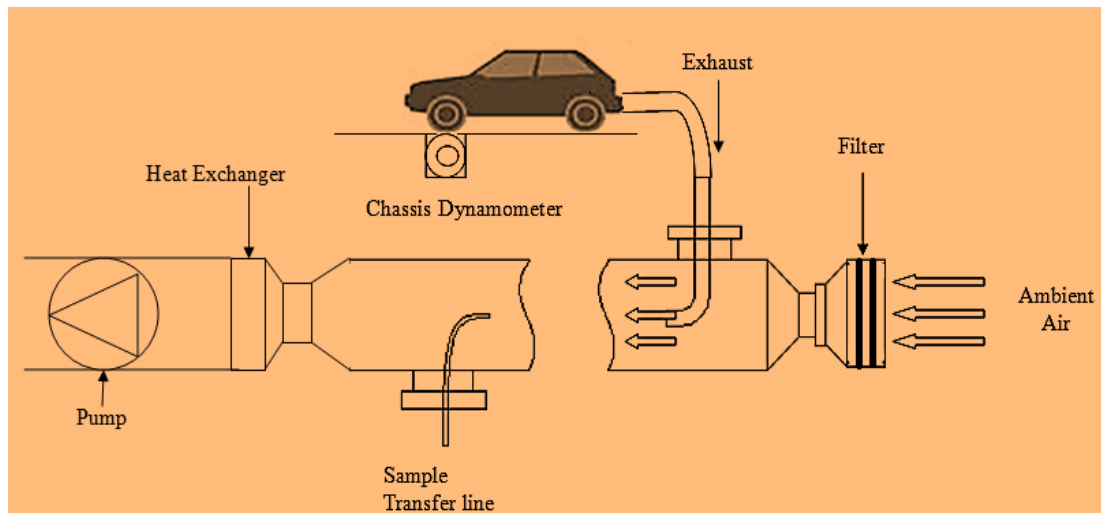 Exhaust
Filter
Heat Exchanger
Chassis Dynamometer
Ambient
Air
Pump
Sample
Transfer line